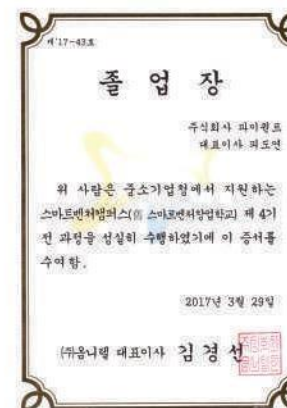 제'17-43호
졸 업 장
주식회사 파이퀀트
대표이사 피도연
위 사람은 중소기업청에서 지원하는
스마트벤처캠퍼스(舊 스마트벤처창업학교) 제 4기
전 과정을 성실히 수행하였기에 이 증서를
수여함.
2017년 3월 29일
(주)옴니텔 대표이사 김경선